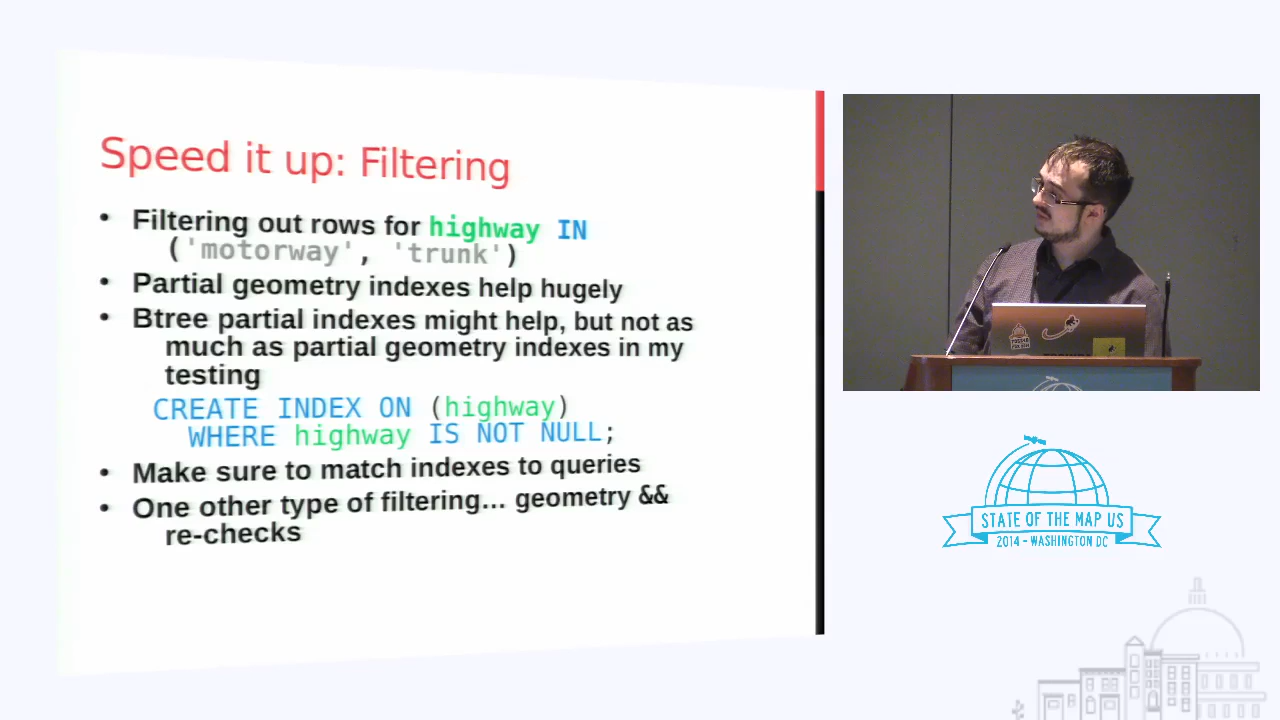 Speed it up: Filtering
• Filtering out rows for highway IN
('motorway', 'trunk')
• Partial geometry indexes help hugely
• Btree partial indexes might help, but not as
much as partial geometry indexes in my
testing
CREATE INDEX ON (highway)
WHERE highway IS NOT NULL;
• Make sure to match indexes to queries
• One other type of filtering... geometry &&
re-checks
STATE OF THE MAP US
2014 - WASHINGTON DC